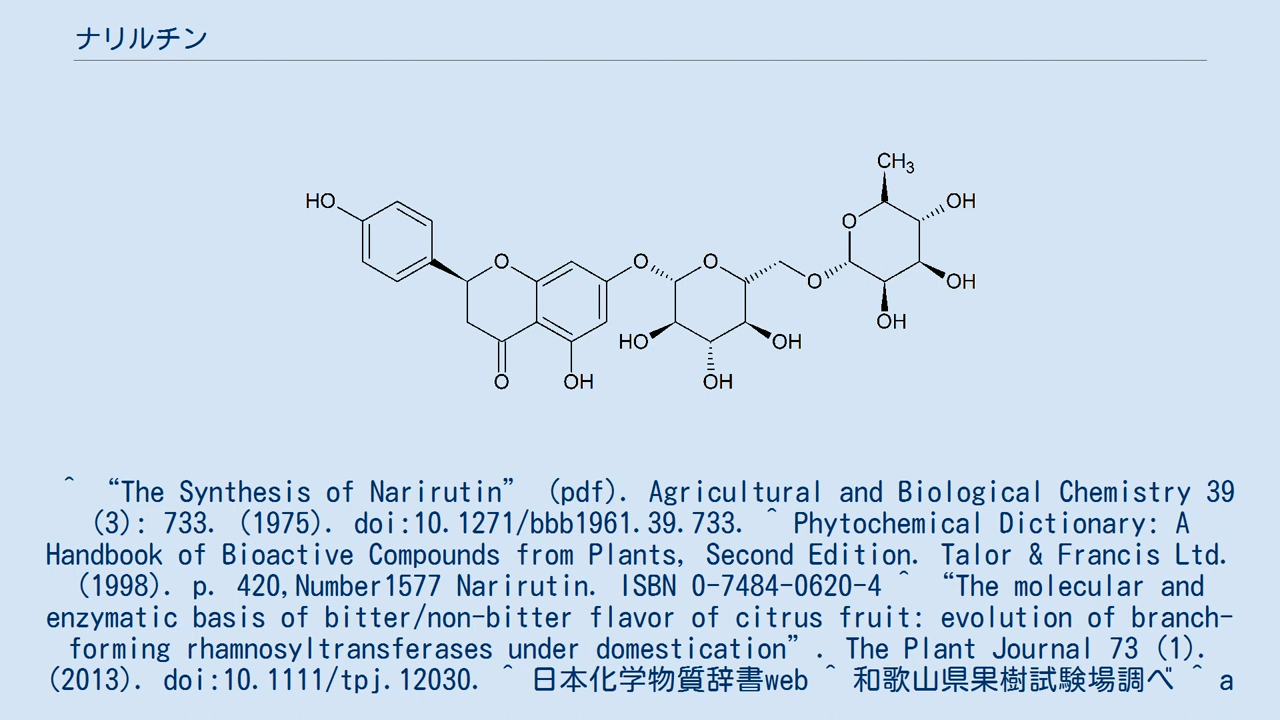 ナリルチン
CH3
HO
OH
O
O
O
O
OH
O
HO
OH
OH
O
OH
OH
^ “The Synthesis of Narirutin” (pdf). Agricultural and Biological Chemistry 39
(3): 733. (1975). doi:10.1271/bbb1961.39.733. ^ Phytochemical Dictionary: A
Handbook of Bioactive Compounds from Plants, Second Edition. Talor & Francis Ltd.
(1998). p. 420,Number1577 Narirutin. ISBN 0-7484-0620-4 ^ “The molecular and
enzymatic basis of bitter/non-bitter flavor of citrus fruit: evolution of branch-
forming rhamnosyltransferases under domestication”. The Plant Journal 73 (1).
(2013). doi:10.1111/tpj.12030. ^ 日本化学物質辞書web ^ 和歌山県果樹試験場調べ ^ a